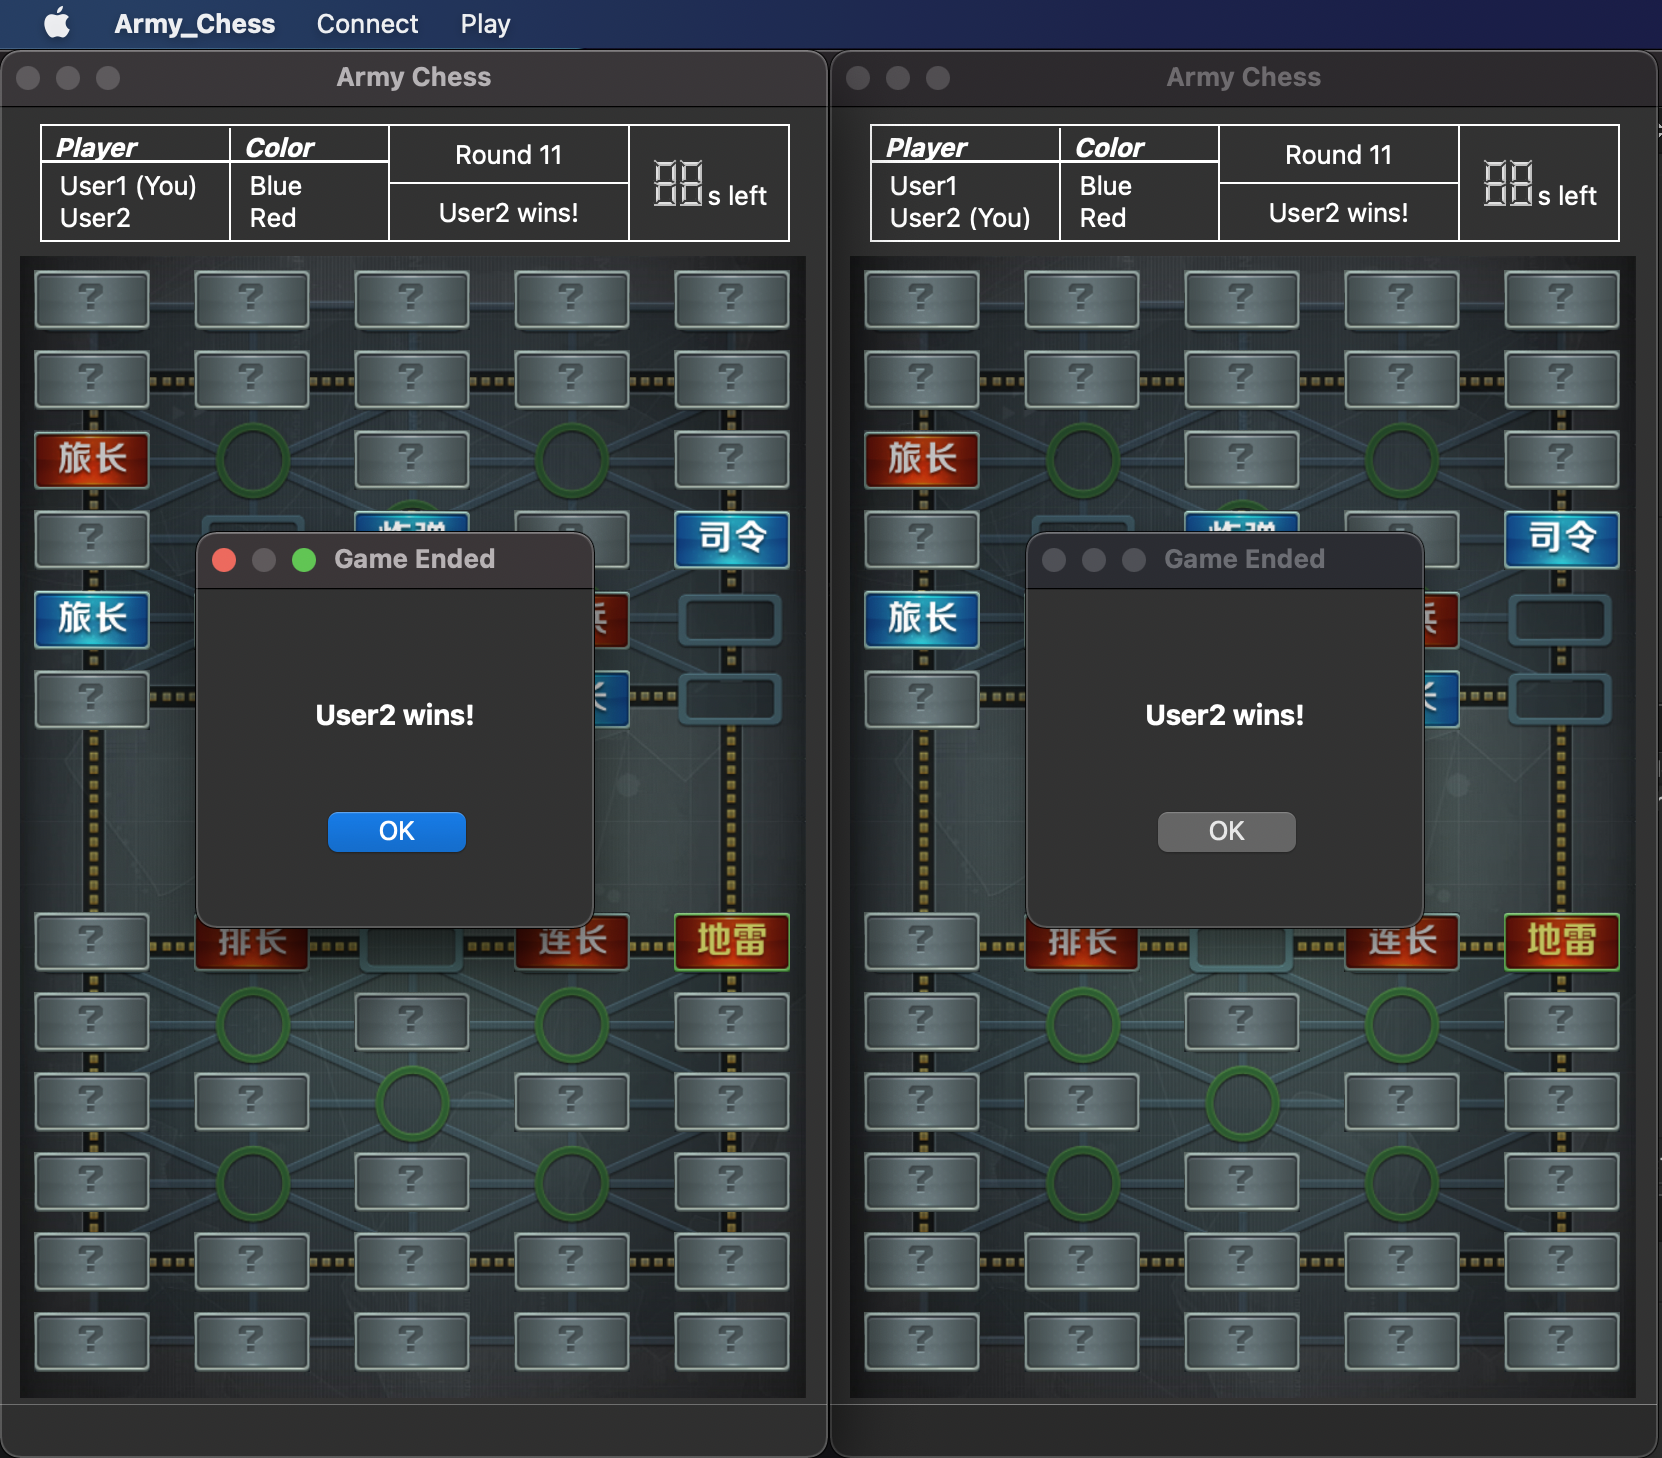 Army_Chess Connect Play
Army Chess
Player Color
Round 11
User1 (You) Blue
User2 Red
User2 wins!
s left
? ? ? ? ?
? ? ? ? ?
旅长 ? ?
? ? 司令
旅长
?
Game Ended
User2 wins!
OK
? 排长 连长 地雷
? ? ?
? ? ? ?
? ? ?
? ? ? ? ?
? ? ? ? ?
Army Chess
Player Color
Round 11
User1 Blue
User2 (You) Red
User2 wins!
s left
? ? ? ? ?
? ? ? ? ?
旅长 ? ?
? ? 司令
旅长
?
Game Ended
User2 wins!
OK
? 排长 连长 地雷
? ? ?
? ? ? ?
? ? ?
? ? ? ? ?
? ? ? ? ?